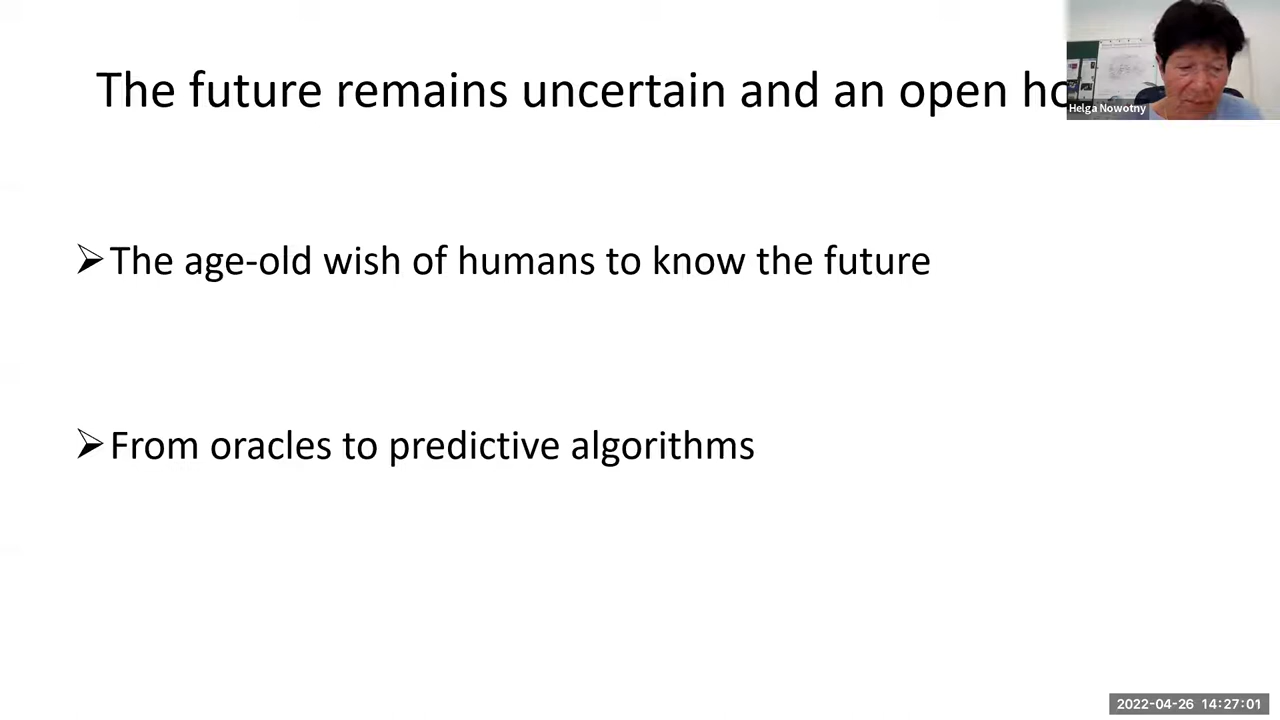 The future remains uncertain and an open ho
Helga Nowotny
➢ The age-old wish of humans to know the future
➢ From oracles to predictive algorithms
2022-04-26 14:27:01